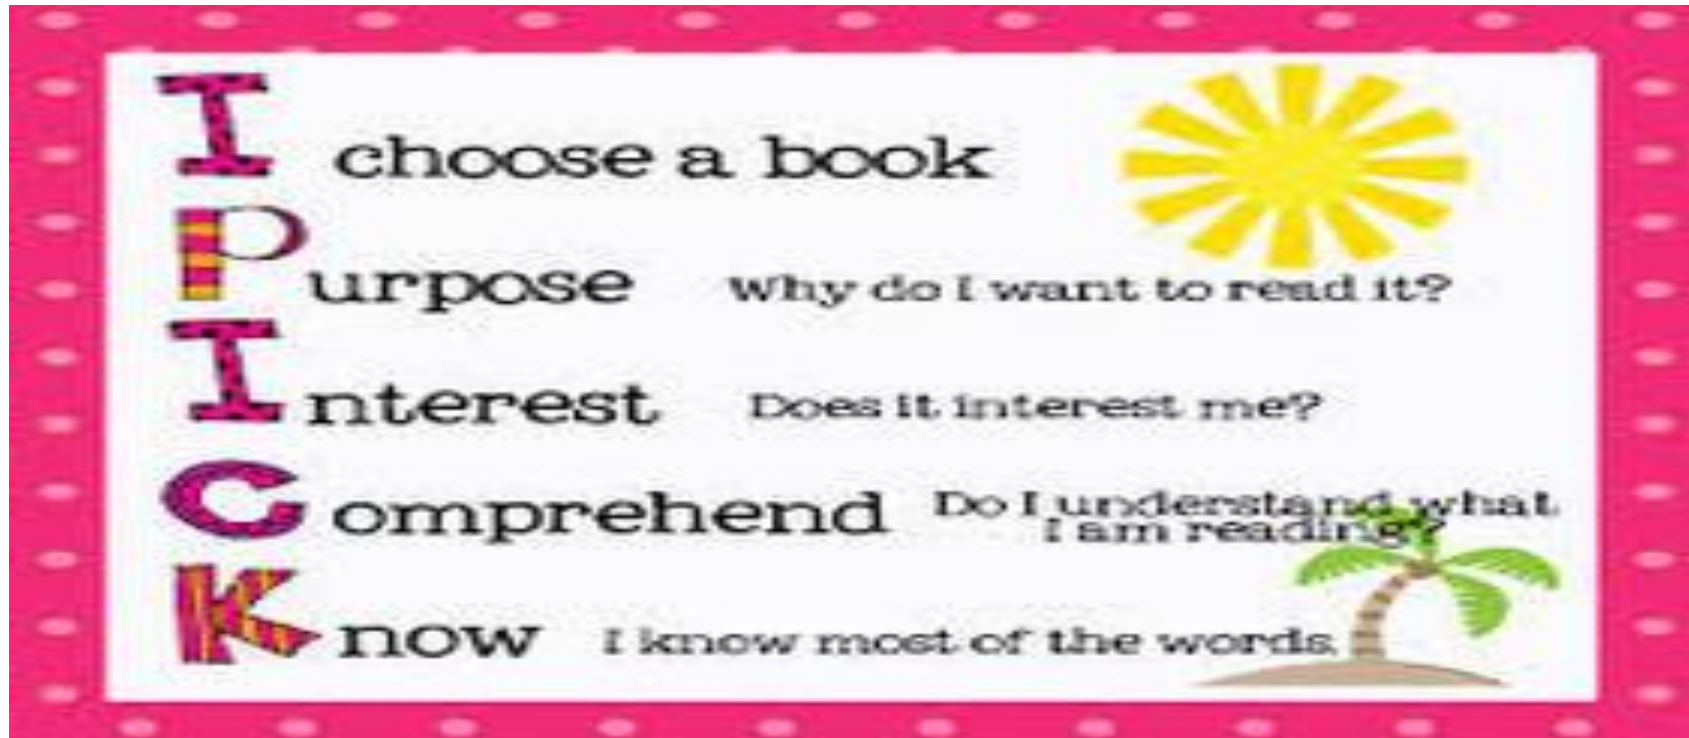 I choose a book
Purpose Why do I want to read it?
Interest Does it interest me?
Comprehend Do I understand what
I am reading?
Know I know most of the words